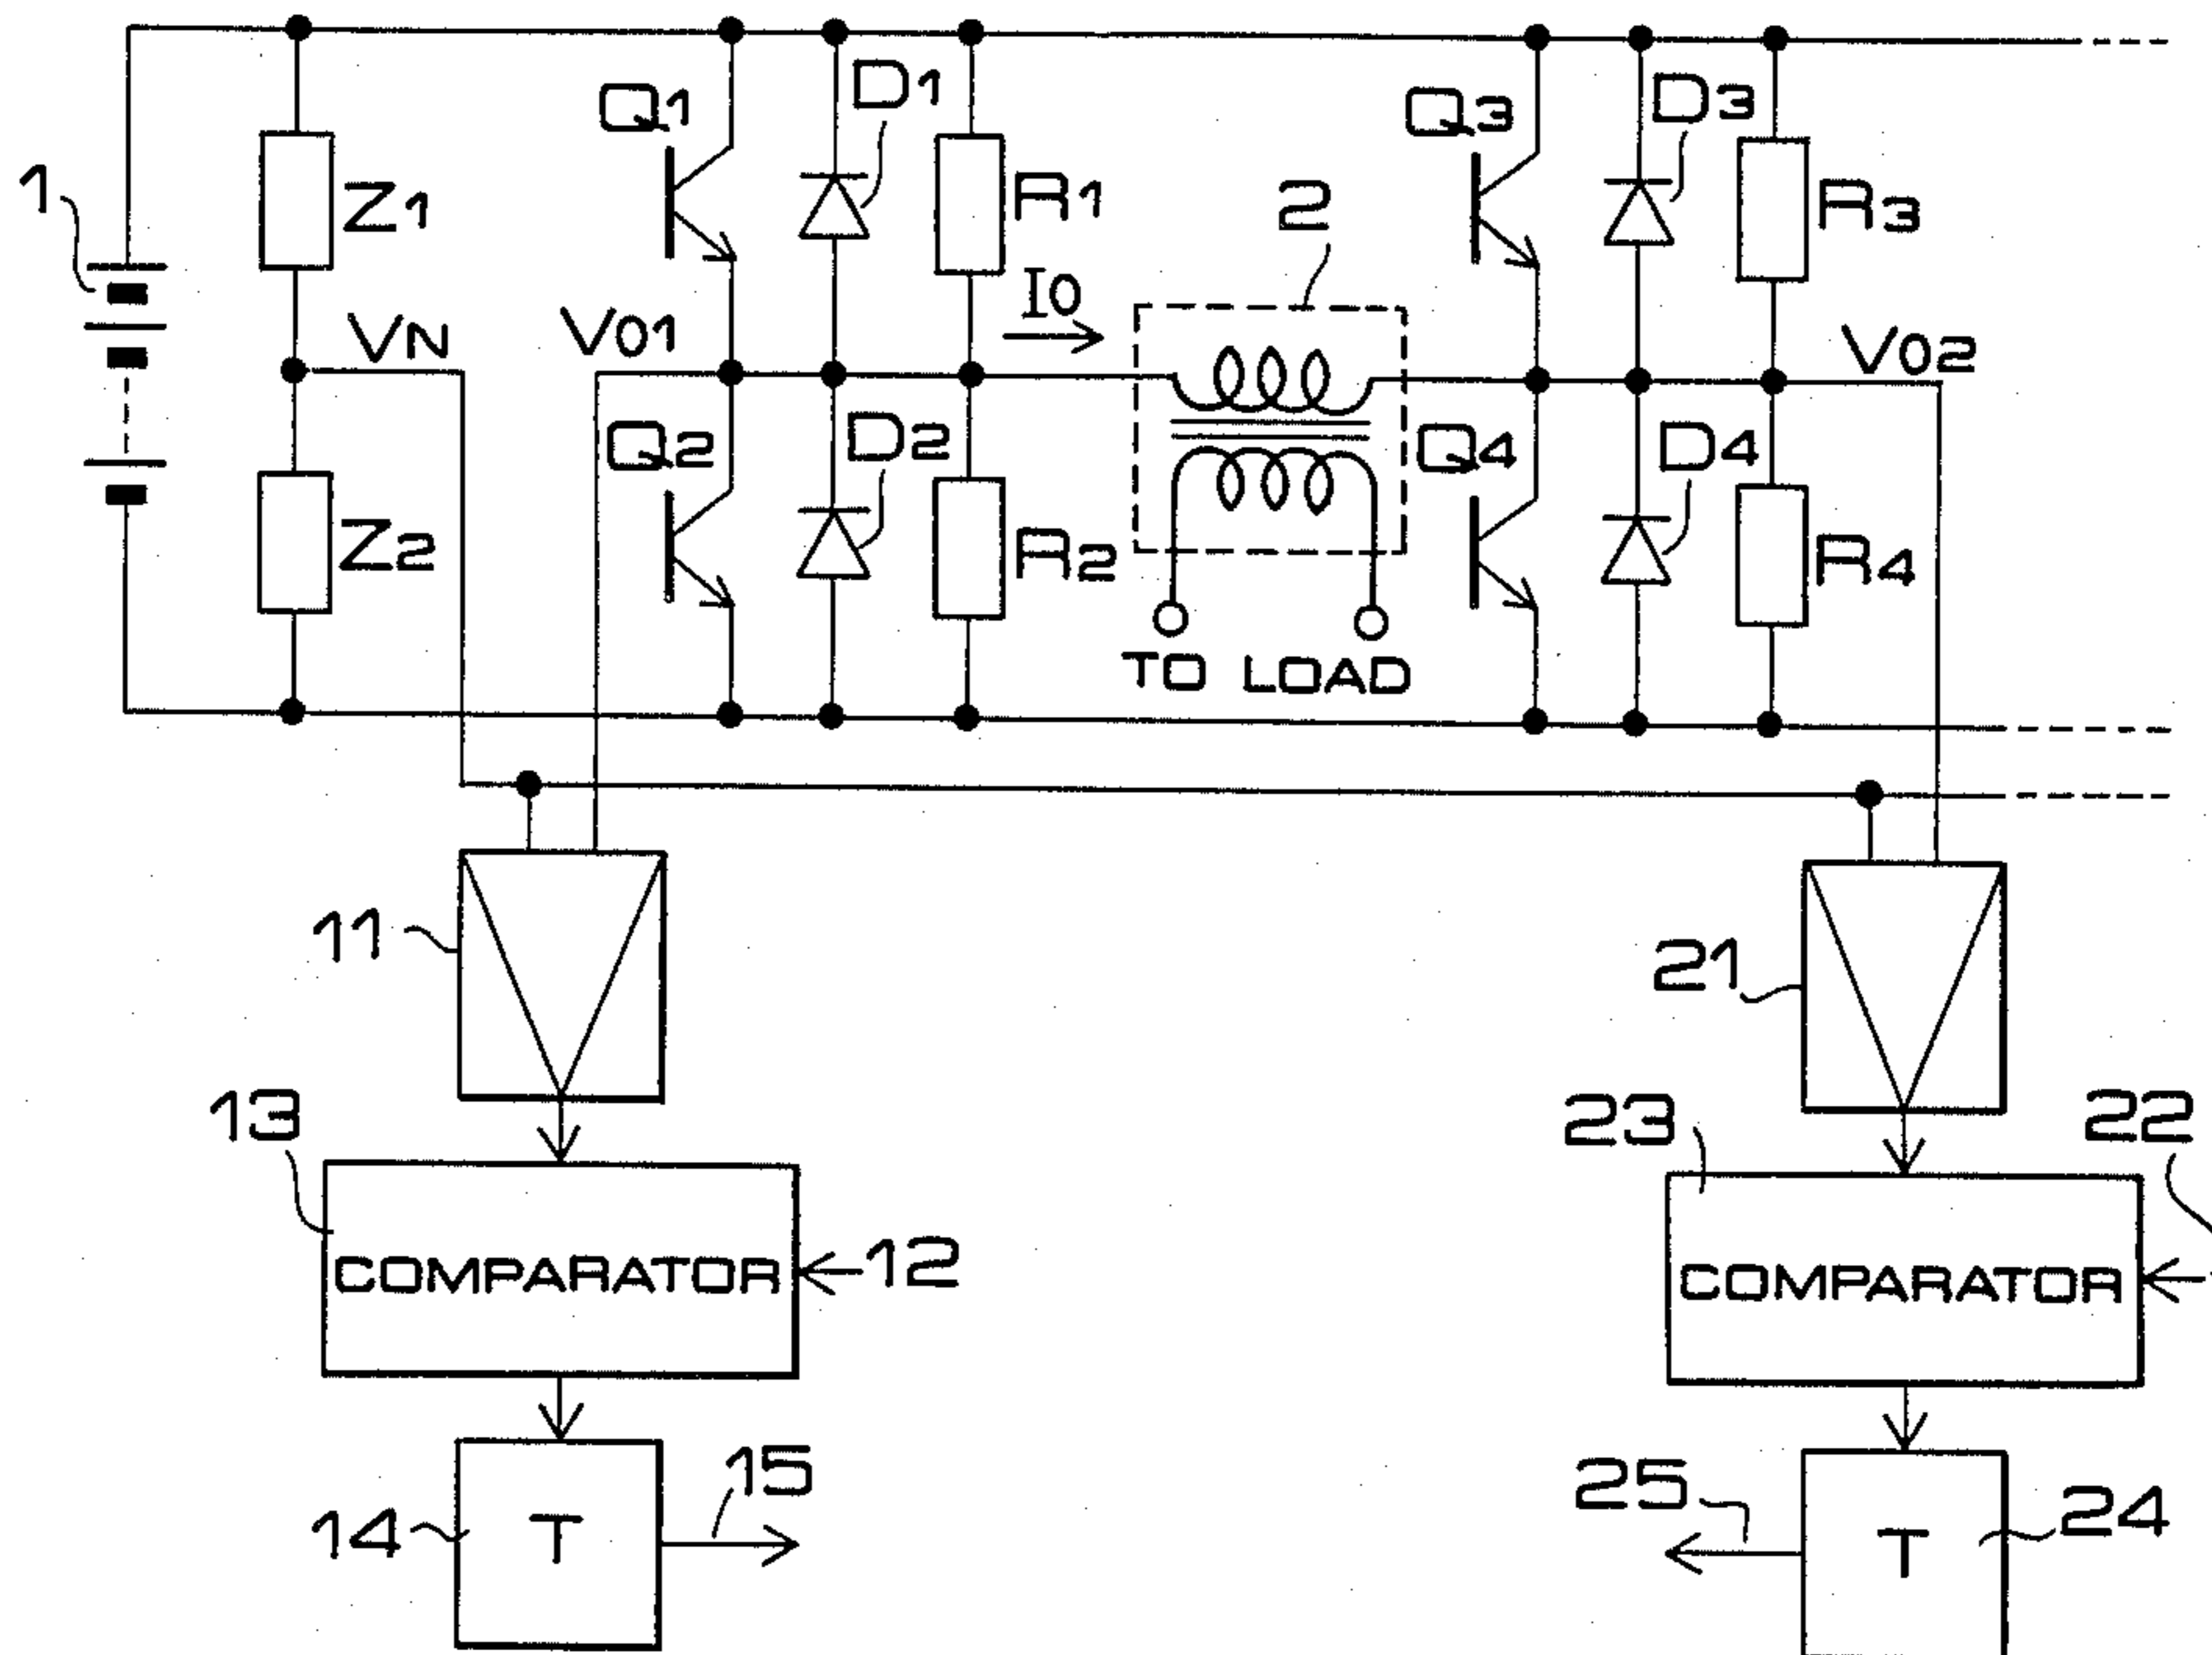 1
Z1
Q1
D1
R1
I0
2
Q3
D3
R3
VN
V01
V02
Z2
Q2
D2
R2
Q4
D4
R4
TO LOAD
11
21
13
COMPARATOR
12
23
COMPARATOR
22
14
T
15
25
T
24